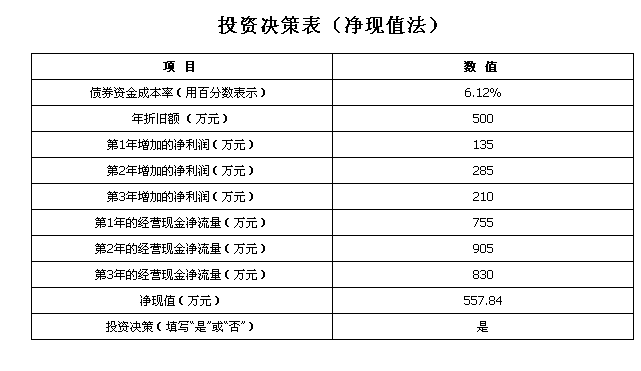 投资决策表（净现值法）
项 目 数 值
债券资金成本率（用百分数表示） 6.12%
年折旧额（万元） 500
第1年增加的净利润（万元） 135
第2年增加的净利润（万元） 285
第3年增加的净利润（万元） 210
第1年的经营现金净流量（万元） 755
第2年的经营现金净流量（万元） 905
第3年的经营现金净流量（万元） 830
净现值（万元） 557.84
投资决策（填写“是”或“否”） 是